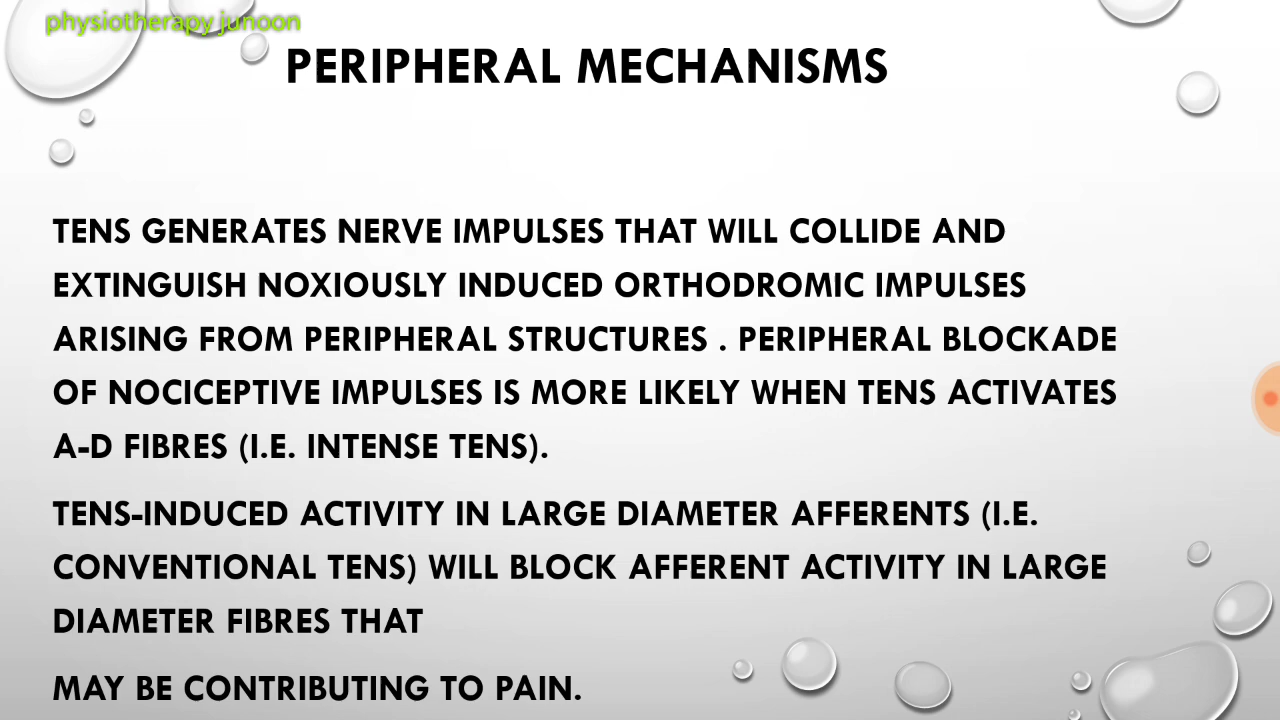 physiotherapy junoon
PERIPHERAL MECHANISMS
TENS GENERATES NERVE IMPULSES THAT WILL COLLIDE AND
EXTINGUISH NOXIOUSLY INDUCED ORTHODROMIC IMPULSES
ARISING FROM PERIPHERAL STRUCTURES . PERIPHERAL BLOCKADE
OF NOCICEPTIVE IMPULSES IS MORE LIKELY WHEN TENS ACTIVATES
A-D FIBRES (I.E. INTENSE TENS).
TENS-INDUCED ACTIVITY IN LARGE DIAMETER AFFERENTS (I.E.
CONVENTIONAL TENS) WILL BLOCK AFFERENT ACTIVITY IN LARGE
DIAMETER FIBRES THAT
MAY BE CONTRIBUTING TO PAIN.